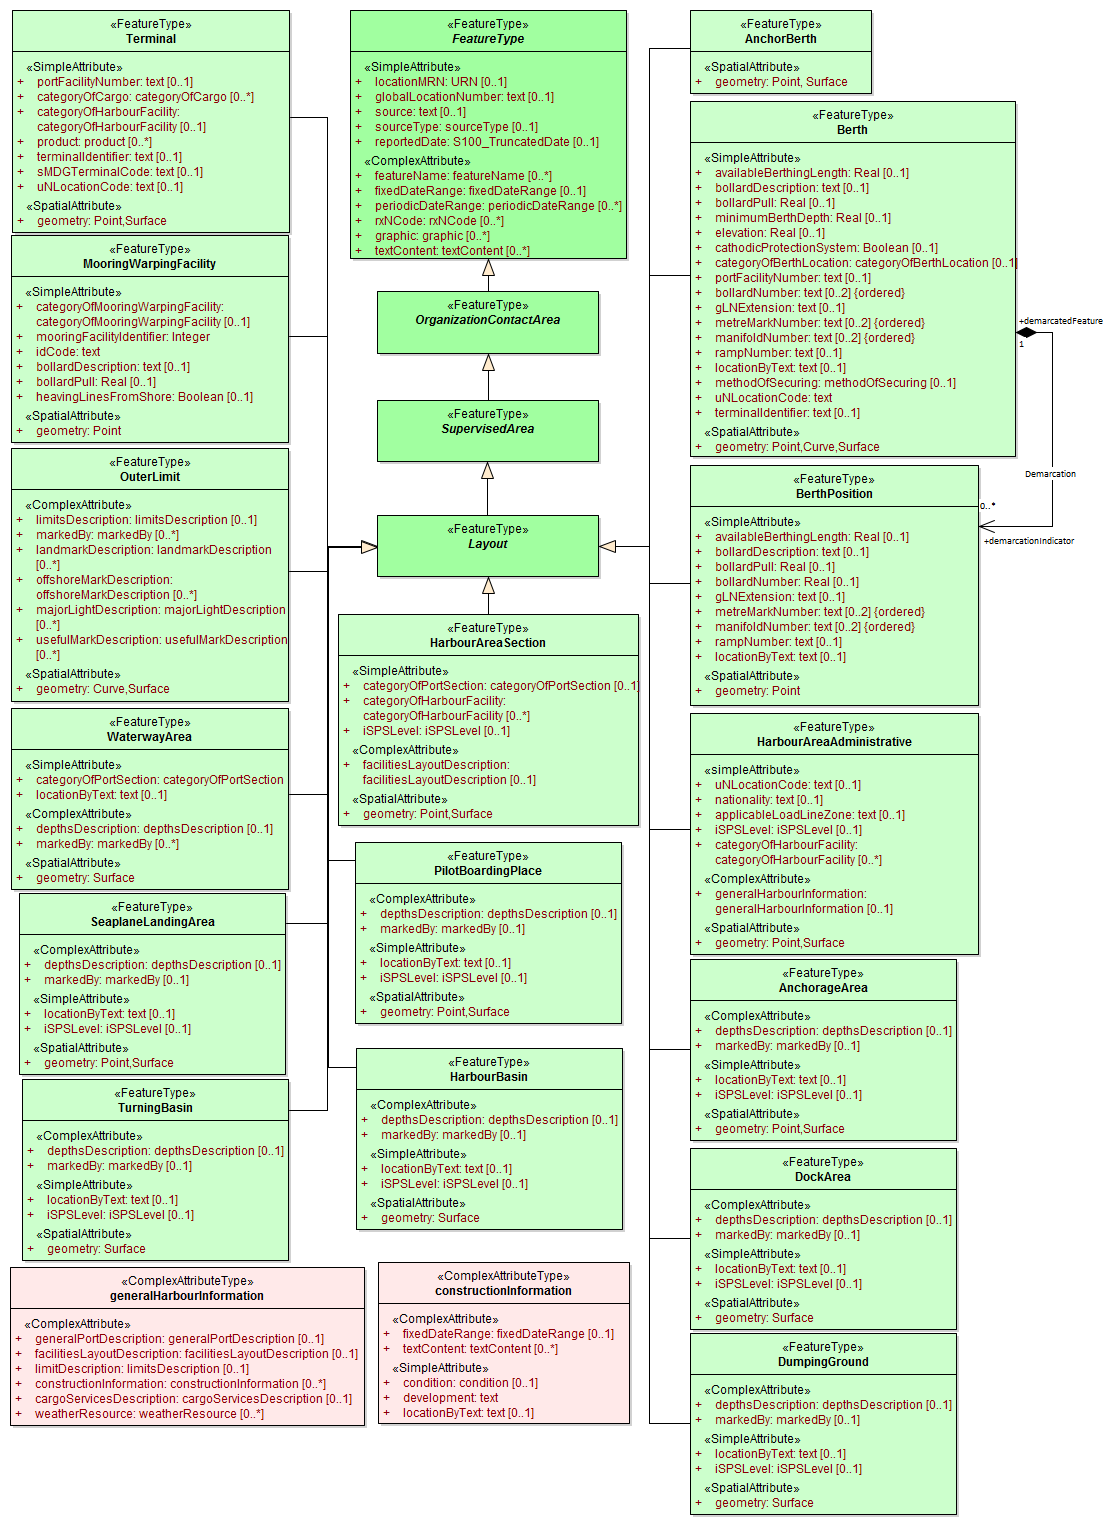 «FeatureType»
Terminal
«SimpleAttribute»
+ portFacilityNumber: text [0..1]
+ categoryOfCargo: categoryOfCargo [0..*]
+ categoryOfHarbourFacility:
categoryOfHarbourFacility [0..1]
+ product: product [0..*]
+ terminalIdentifier: text [0..1]
+ sMDGTerminalCode: text [0..1]
+ uNLocationCode: text [0..1]
«SpatialAttribute»
+ geometry: Point,Surface
«FeatureType»
MooringWarpingFacility
«SimpleAttribute»
+ categoryOfMooringWarpingFacility:
categoryOfMooringWarpingFacility [0..1]
+ mooringFacilityIdentifier: Integer
+ idCode: text
+ bollardDescription: text [0..1]
+ bollardPull: Real [0..1]
+ heavingLinesFromShore: Boolean [0..1]
«SpatialAttribute»
+ geometry: Point
«FeatureType»
OuterLimit
«ComplexAttribute»
+ limitsDescription: limitsDescription [0..1]
+ markedBy: markedBy [0..*]
+ landmarkDescription: landmarkDescription
[0..*]
+ offshoreMarkDescription:
offshoreMarkDescription [0..*]
+ majorLightDescription: majorLightDescription
[0..*]
+ usefulMarkDescription: usefulMarkDescription
[0..*]
«SpatialAttribute»
+ geometry: Curve,Surface
«FeatureType»
WaterwayArea
«SimpleAttribute»
+ categoryOfPortSection: categoryOfPortSection
+ locationByText: text [0..1]
«ComplexAttribute»
+ depthsDescription: depthsDescription [0..1]
+ markedBy: markedBy [0..*]
«SpatialAttribute»
+ geometry: Surface
«FeatureType»
SeaplaneLandingArea
«ComplexAttribute»
+ depthsDescription: depthsDescription [0..1]
+ markedBy: markedBy [0..1]
«SimpleAttribute»
+ locationByText: text [0..1]
+ iSPSLevel: iSPSLevel [0..1]
«SpatialAttribute»
+ geometry: Point,Surface
«FeatureType»
TurningBasin
«ComplexAttribute»
+ depthsDescription: depthsDescription [0..1]
+ markedBy: markedBy [0..1]
«SimpleAttribute»
+ locationByText: text [0..1]
+ iSPSLevel: iSPSLevel [0..1]
«SpatialAttribute»
+ geometry: Surface
«ComplexAttributeType»
generalHarbourInformation
«ComplexAttribute»
+ generalPortDescription: generalPortDescription [0..1]
+ facilitiesLayoutDescription: facilitiesLayoutDescription [0..1]
+ limitDescription: limitsDescription [0..1]
+ constructionInformation: constructionInformation [0..*]
+ cargoServicesDescription: cargoServicesDescription [0..1]
+ weatherResource: weatherResource [0..*]
«FeatureType»
FeatureType
«SimpleAttribute»
+ locationMRN: URN [0..1]
+ globalLocationNumber: text [0..1]
+ source: text [0..1]
+ sourceType: sourceType [0..1]
+ reportedDate: S100_TruncatedDate [0..1]
«ComplexAttribute»
+ featureName: featureName [0..*]
+ fixedDateRange: fixedDateRange [0..1]
+ periodicDateRange: periodicDateRange [0..*]
+ rxNCode: rxNCode [0..*]
+ graphic: graphic [0..*]
+ textContent: textContent [0..*]
«FeatureType»
OrganizationContactArea
«FeatureType»
SupervisedArea
«FeatureType»
Layout
«FeatureType»
HarbourAreaSection
«SimpleAttribute»
+ categoryOfPortSection: categoryOfPortSection [0..1]
+ categoryOfHarbourFacility:
categoryOfHarbourFacility [0..*]
+ iSPSLevel: iSPSLevel [0..1]
«ComplexAttribute»
+ facilitiesLayoutDescription:
facilitiesLayoutDescription [0..1]
«SpatialAttribute»
+ geometry: Point,Surface
«FeatureType»
PilotBoardingPlace
«ComplexAttribute»
+ depthsDescription: depthsDescription [0..1]
+ markedBy: markedBy [0..1]
«SimpleAttribute»
+ locationByText: text [0..1]
+ iSPSLevel: iSPSLevel [0..1]
«SpatialAttribute»
+ geometry: Point,Surface
«FeatureType»
HarbourBasin
«ComplexAttribute»
+ depthsDescription: depthsDescription [0..1]
+ markedBy: markedBy [0..1]
«SimpleAttribute»
+ locationByText: text [0..1]
+ iSPSLevel: iSPSLevel [0..1]
«SpatialAttribute»
+ geometry: Surface
«ComplexAttributeType»
constructionInformation
«ComplexAttribute»
+ fixedDateRange: fixedDateRange [0..1]
+ textContent: textContent [0..*]
«SimpleAttribute»
+ condition: condition [0..1]
+ development: text
+ locationByText: text [0..1]
«FeatureType»
AnchorBerth
«SpatialAttribute»
+ geometry: Point, Surface
«FeatureType»
Berth
«SimpleAttribute»
+ availableBerthingLength: Real [0..1]
+ bollardDescription: text [0..1]
+ bollardPull: Real [0..1]
+ minimumBerthDepth: Real [0..1]
+ elevation: Real [0..1]
+ cathodicProtectionSystem: Boolean [0..1]
+ categoryOfBerthLocation: categoryOfBerthLocation [0..1]
+ portFacilityNumber: text [0..1]
+ bollardNumber: text [0..2] {ordered}
+ gLNExtension: text [0..1]
+ metreMarkNumber: text [0..2] {ordered}
+ manifoldNumber: text [0..2] {ordered}
+ rampNumber: text [0..1]
+ locationByText: text [0..1]
+ methodOfSecuring: methodOfSecuring [0..1]
+ uNLocationCode: text
+ terminalIdentifier: text [0..1]
«SpatialAttribute»
+ geometry: Point,Curve,Surface
+demarcatedFeature
1
Demarcation
0..*
+demarcationIndicator
«FeatureType»
BerthPosition
«SimpleAttribute»
+ availableBerthingLength: Real [0..1]
+ bollardDescription: text [0..1]
+ bollardPull: Real [0..1]
+ bollardNumber: Real [0..1]
+ gLNExtension: text [0..1]
+ metreMarkNumber: text [0..2] {ordered}
+ manifoldNumber: text [0..2] {ordered}
+ rampNumber: text [0..1]
+ locationByText: text [0..1]
«SpatialAttribute»
+ geometry: Point
«FeatureType»
HarbourAreaAdministrative
«simpleAttribute»
+ uNLocationCode: text [0..1]
+ nationality: text [0..1]
+ applicableLoadLineZone: text [0..1]
+ iSPSLevel: iSPSLevel [0..1]
+ categoryOfHarbourFacility:
categoryOfHarbourFacility [0..*]
«ComplexAttribute»
+ generalHarbourInformation:
generalHarbourInformation [0..1]
«SpatialAttribute»
+ geometry: Point,Surface
«FeatureType»
AnchorageArea
«ComplexAttribute»
+ depthsDescription: depthsDescription [0..1]
+ markedBy: markedBy [0..1]
«SimpleAttribute»
+ locationByText: text [0..1]
+ iSPSLevel: iSPSLevel [0..1]
«SpatialAttribute»
+ geometry: Point,Surface
«FeatureType»
DockArea
«ComplexAttribute»
+ depthsDescription: depthsDescription [0..1]
+ markedBy: markedBy [0..1]
«SimpleAttribute»
+ locationByText: text [0..1]
+ iSPSLevel: iSPSLevel [0..1]
«SpatialAttribute»
+ geometry: Surface
«FeatureType»
DumpingGround
«ComplexAttribute»
+ depthsDescription: depthsDescription [0..1]
+ markedBy: markedBy [0..1]
«SimpleAttribute»
+ locationByText: text [0..1]
+ iSPSLevel: iSPSLevel [0..1]
«SpatialAttribute»
+ geometry: Surface